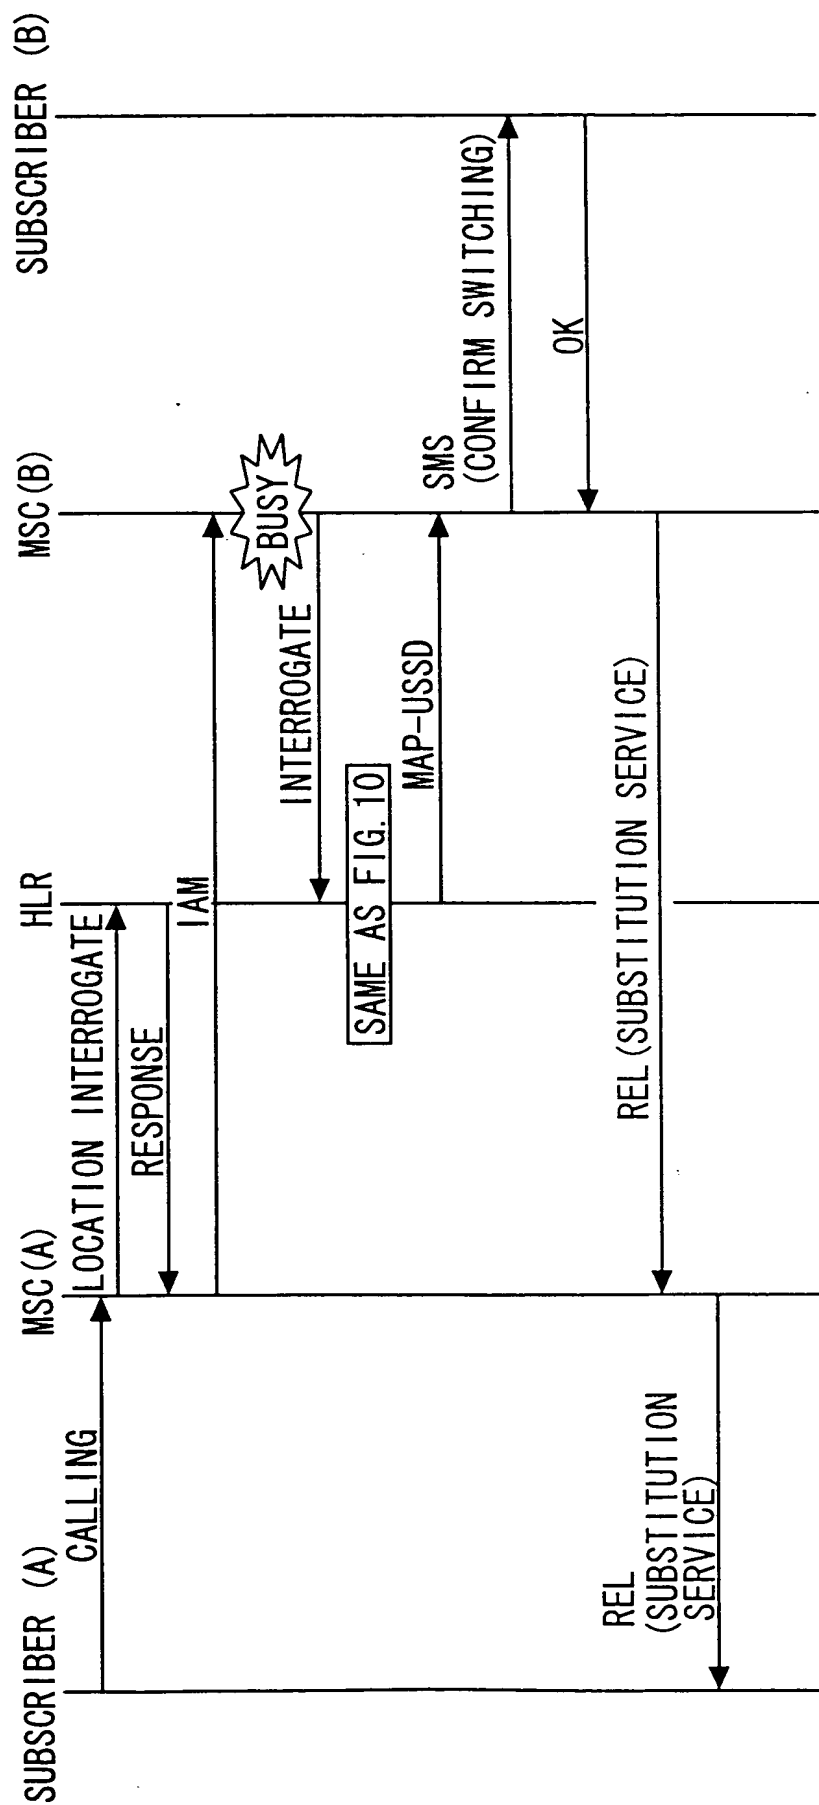 SUBSCRIBER (A)
MSC(A)
HLR
MSC(B)
SUBSCRIBER (B)
CALLING
LOCATION INTERROGATE
RESPONSE
IAM
BUSY
INTERROGATE
SAME AS FIG. 10
MAP-USSD
SMS
(CONFIRM SWITCHING)
OK
REL(SUBSTITUTION SERVICE)
REL
(SUBSTITUTION
SERVICE)